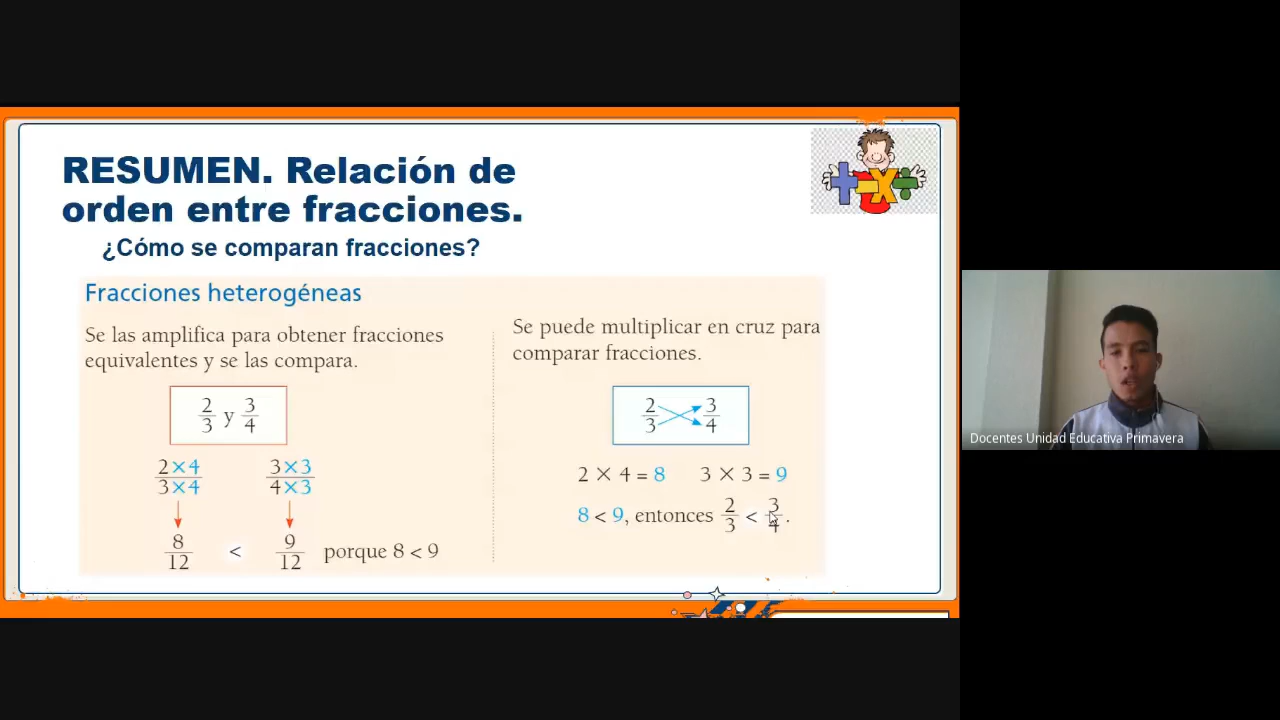 RESUMEN. Relación de
orden entre fracciones.
¿Cómo se comparan fracciones?
Fracciones heterogéneas
Se las amplifica para obtener fracciones
equivalentes y se las compara.
2/3 y 3/4
2×4/3×4 3×3/4×3
8/12 < 9/12 porque 8 < 9
Se puede multiplicar en cruz para
comparar fracciones.
2/3 3/4
2 × 4 = 8 3 × 3 = 9
8 < 9, entonces 2/3 < 3/4.
+ − × ÷
Docentes Unidad Educativa Primavera